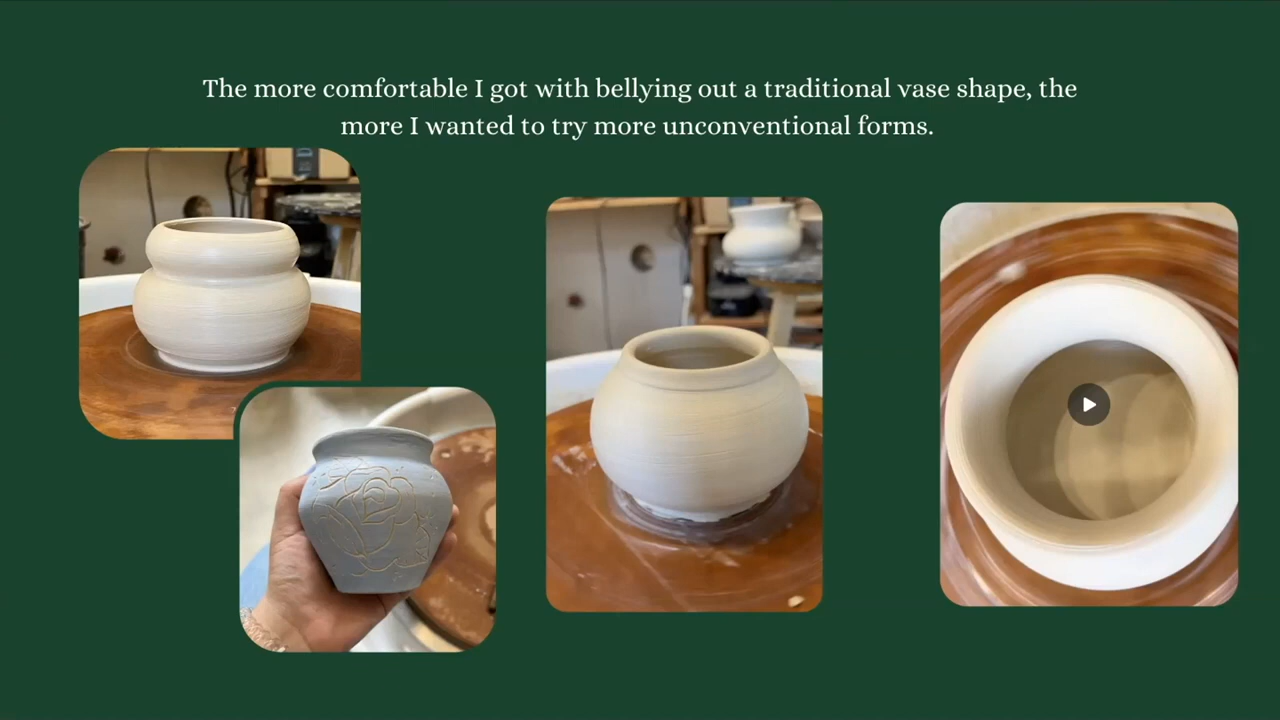 The more comfortable I got with bellying out a traditional vase shape, the
more I wanted to try more unconventional forms.